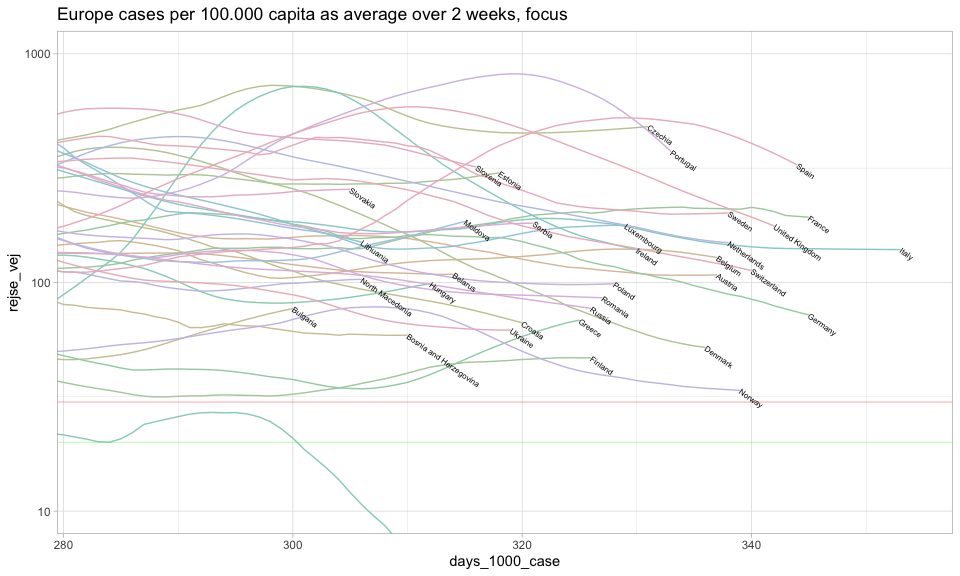 Europe cases per 100.000 capita as average over 2 weeks, focus
1000
100
10
rejse_vej
280
300
320
340
days_1000_case
Czechia
Portugal
Spain
Slovenia
Estonia
Slovakia
France
Sweden
United Kingdom
Moldova
Serbia
Luxembourg
Ireland
Netherlands
Italy
Lithuania
Belgium
Switzerland
Austria
Belarus
Hungary
North Macedonia
Poland
Romania
Russia
Germany
Bulgaria
Croatia
Ukraine
Greece
Bosnia and Herzegovina
Finland
Denmark
Norway